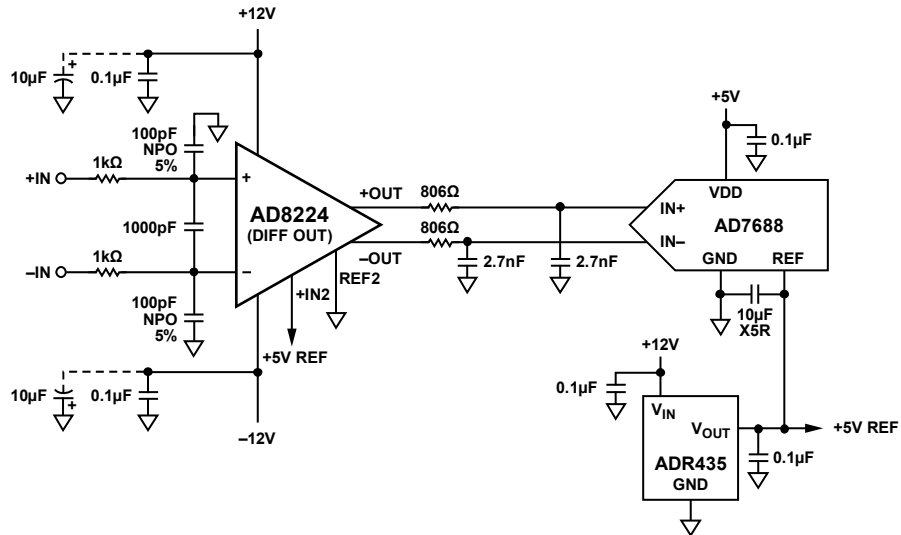 +12V
10µF
+
0.1µF
100pF
NPO
5%
+5V
0.1µF
1kΩ
+IN
+
+OUT
806Ω
VDD
IN+
AD7688
1000pF
AD8224
(DIFF OUT)
806Ω
IN–
–OUT
1kΩ
–IN
–
REF2
2.7nF
2.7nF
GND
REF
+IN2
100pF
NPO
5%
10µF
X5R
+5V REF
+12V
0.1µF
10µF
+
0.1µF
VIN
–12V
VOUT
+5V REF
0.1µF
ADR435
GND